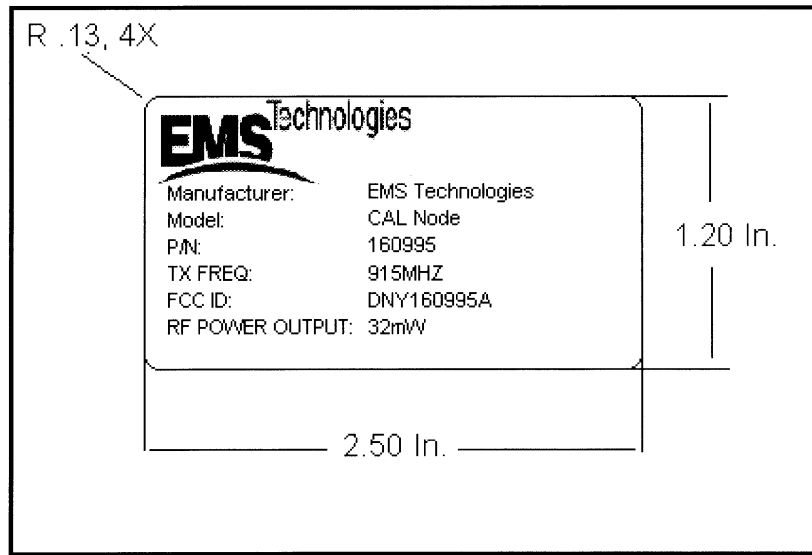 R .13, 4X
EMS Technologies
Manufacturer: EMS Technologies
Model: CAL Node
P/N: 160995
TX FREQ: 915MHZ
FCC ID: DNY160995A
RF POWER OUTPUT: 32mW
1.20 In.
2.50 In.